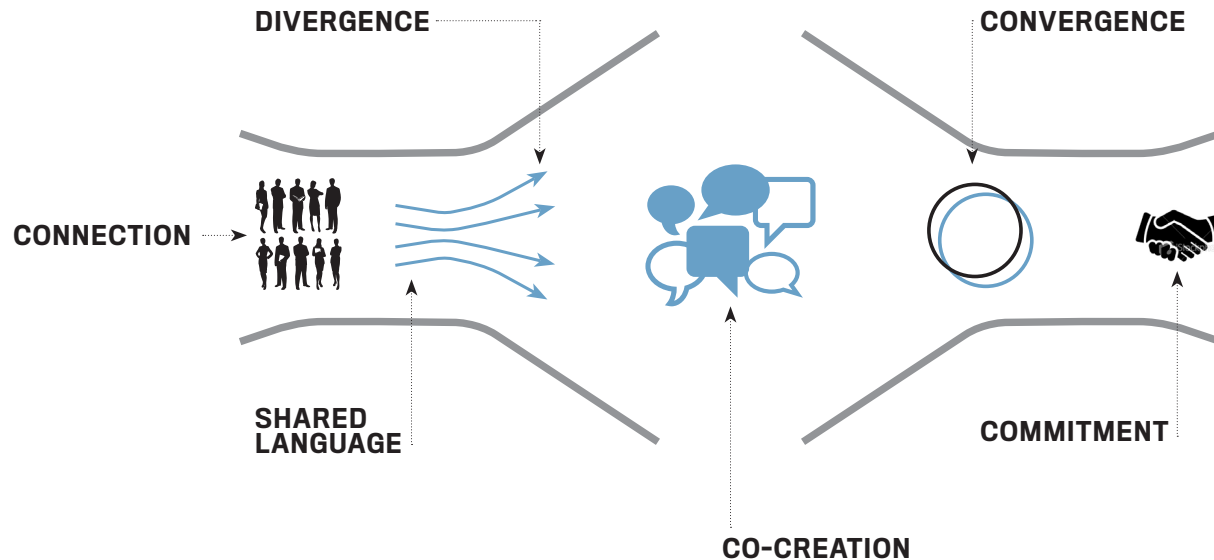 DIVERGENCE
CONVERGENCE
CONNECTION
SHARED
LANGUAGE
COMMITMENT
CO-CREATION